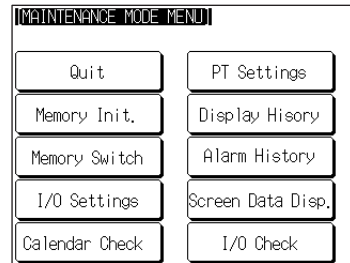 [MAINTENANCE MODE MENU]
Quit
PT Settings
Memory Init.
Display Hisory
Memory Switch
Alarm History
I/O Settings
Screen Data Disp.
Calendar Check
I/O Check